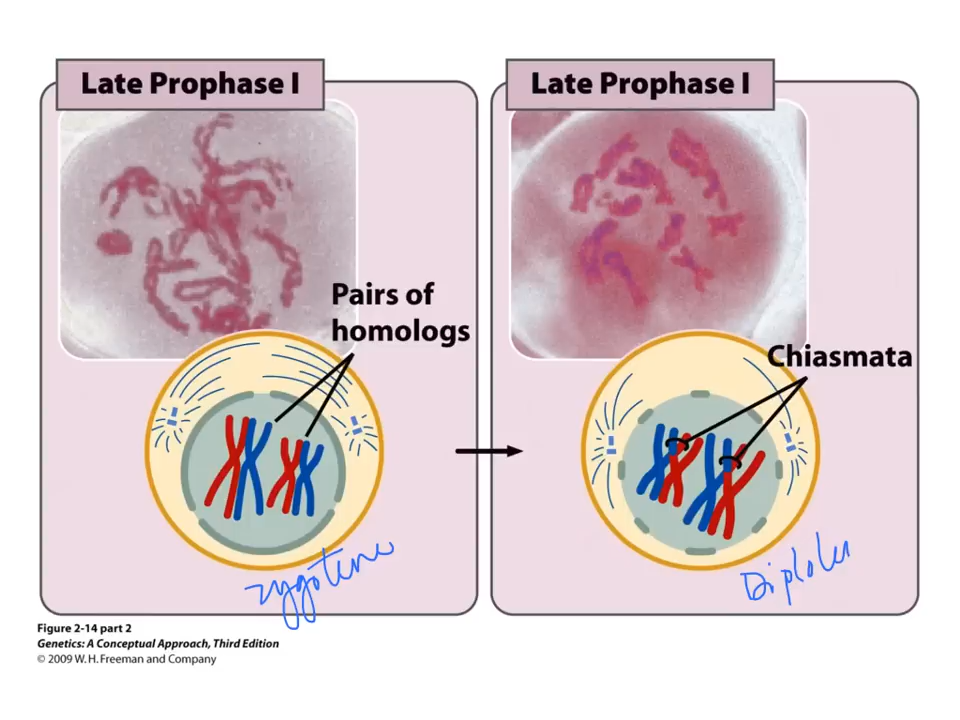 Late Prophase I
Late Prophase I
Pairs of
homologs
Chiasmata
zygotene
Figure 2-14 part 2
Genetics: A Conceptual Approach, Third Edition
© 2009 W. H. Freeman and Company